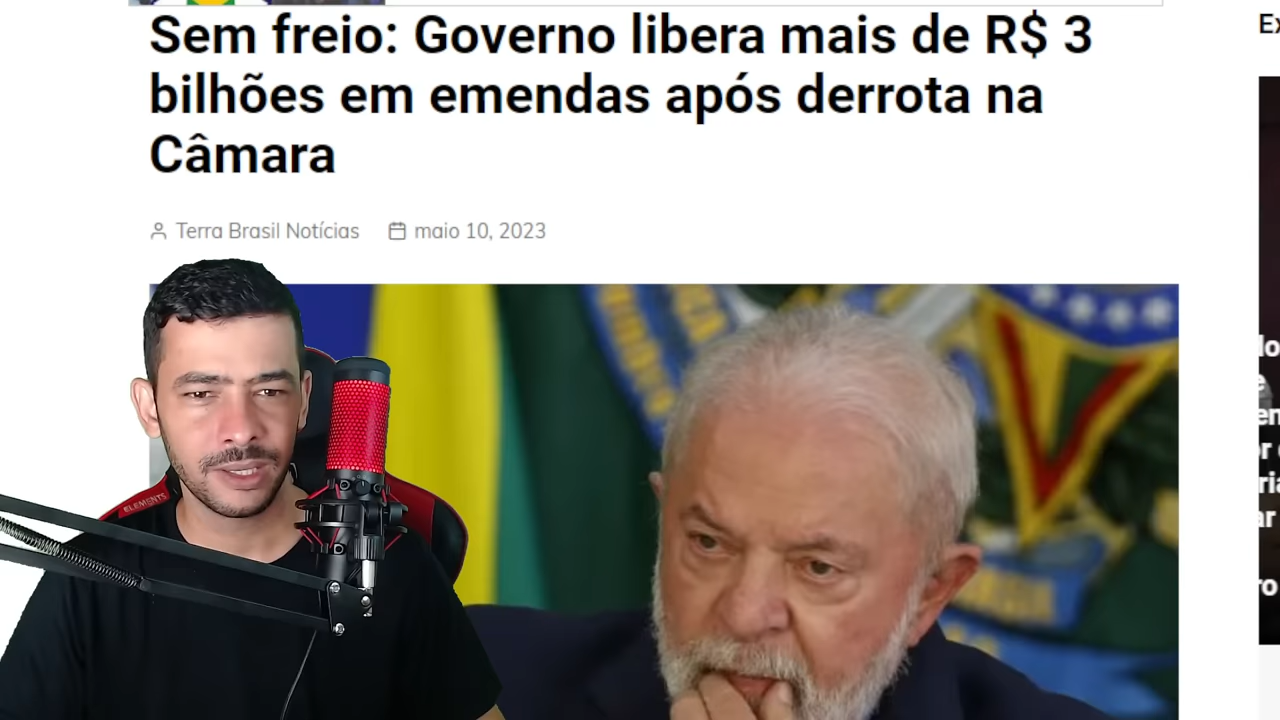 Sem freio: Governo libera mais de R$ 3
bilhões em emendas após derrota na
Câmara
Terra Brasil Notícias maio 10, 2023
ELEMENTS